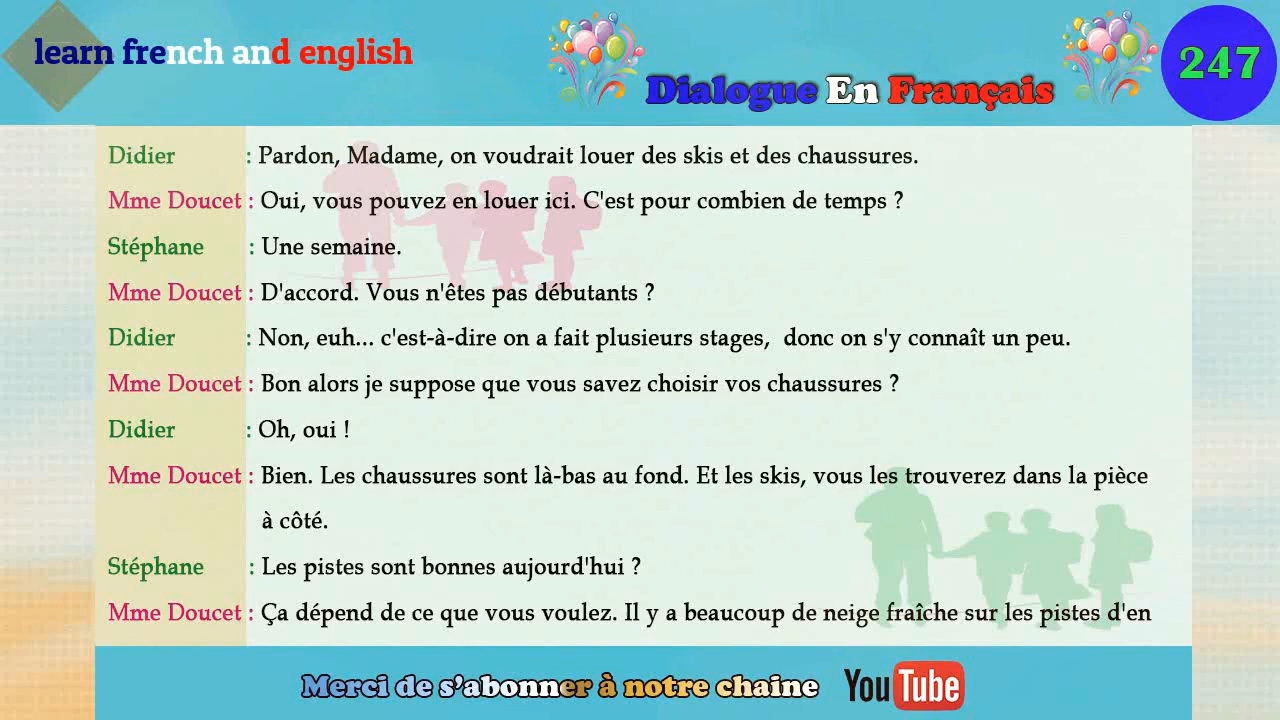 learn french and english
Dialogue En Français
247
Didier : Pardon, Madame, on voudrait louer des skis et des chaussures.
Mme Doucet : Oui, vous pouvez en louer ici. C'est pour combien de temps ?
Stéphane : Une semaine.
Mme Doucet : D'accord. Vous n'êtes pas débutants ?
Didier : Non, euh... c'est-à-dire on a fait plusieurs stages, donc on s'y connaît un peu.
Mme Doucet : Bon alors je suppose que vous savez choisir vos chaussures ?
Didier : Oh, oui !
Mme Doucet : Bien. Les chaussures sont là-bas au fond. Et les skis, vous les trouverez dans la pièce
à côté.
Stéphane : Les pistes sont bonnes aujourd'hui ?
Mme Doucet : Ça dépend de ce que vous voulez. Il y a beaucoup de neige fraîche sur les pistes d'en
Merci de s'abonner à notre chaine
YouTube